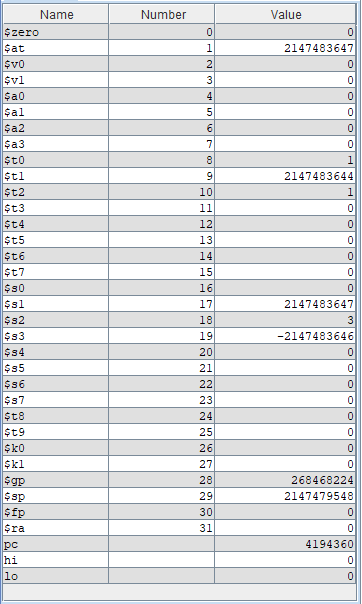 Name Number Value
$zero 0 0
$at 1 2147483647
$v0 2 0
$v1 3 0
$a0 4 0
$a1 5 0
$a2 6 0
$a3 7 0
$t0 8 1
$t1 9 2147483644
$t2 10 1
$t3 11 0
$t4 12 0
$t5 13 0
$t6 14 0
$t7 15 0
$s0 16 0
$s1 17 2147483647
$s2 18 3
$s3 19 -2147483646
$s4 20 0
$s5 21 0
$s6 22 0
$s7 23 0
$t8 24 0
$t9 25 0
$k0 26 0
$k1 27 0
$gp 28 268468224
$sp 29 2147479548
$fp 30 0
$ra 31 0
pc 4194360
hi 0
lo 0